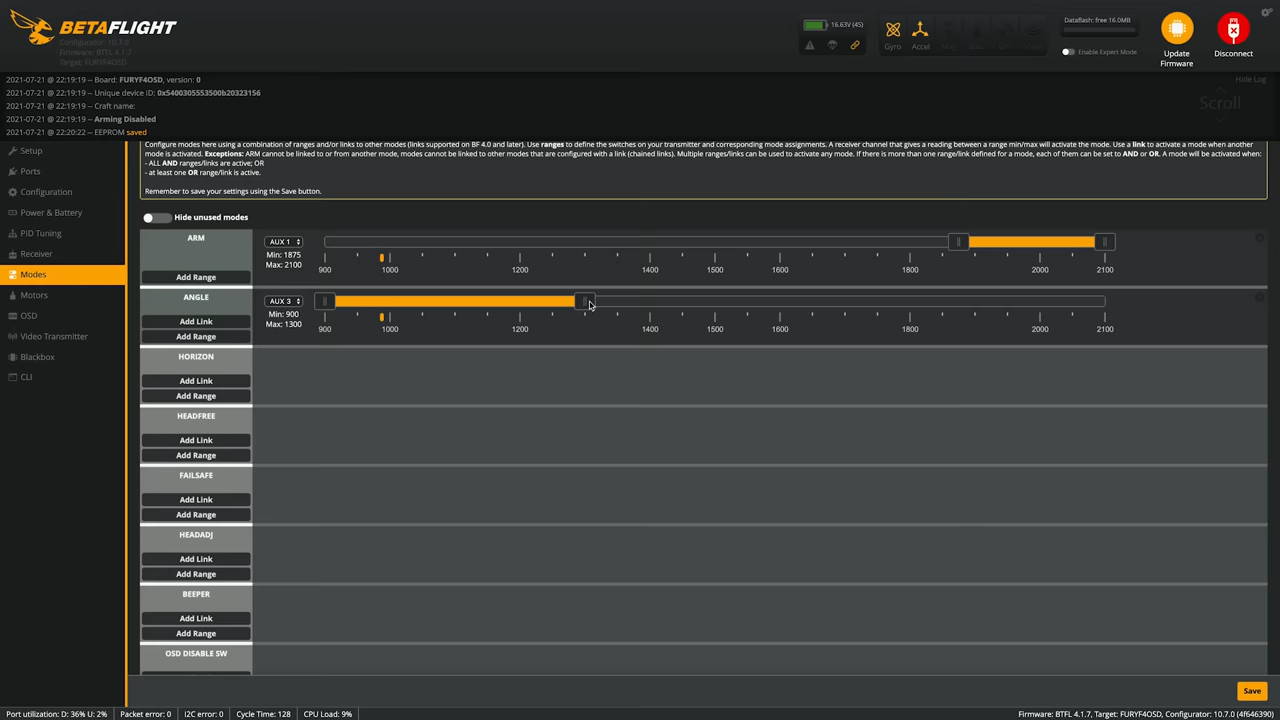 BETAFLIGHT
Configurator: 10.7.0
Firmware: BTFL 4.1.7
Target: FURYF4OSD
16.63V (4S)
Gyro
Accel
Dataflash: free 16.0MB
Enable Expert Mode
Update
Firmware
Disconnect
2021-07-21 @ 22:19:19 -- Board: FURYF4OSD, version: 0
Hide Log
2021-07-21 @ 22:19:19 -- Unique device ID: 0x5400305553500b20323156
Scroll
2021-07-21 @ 22:19:19 -- Craft name:
2021-07-21 @ 22:19:19 -- Arming Disabled
2021-07-21 @ 22:20:22 -- EEPROM saved
Setup
Ports
Configuration
Power & Battery
PID Tuning
Receiver
Modes
Motors
OSD
Video Transmitter
Blackbox
CLI
Configure modes here using a combination of ranges and/or links to other modes (links supported on BF 4.0 and later). Use ranges to define the switches on your transmitter and corresponding mode assignments. A receiver channel that gives a reading between a range min/max will activate the mode. Use a link to activate a mode when another
mode is activated. Exceptions: ARM cannot be linked to or from another mode, modes cannot be linked to other modes that are configured with a link (chained links). Multiple ranges/links can be used to activate any mode. If there is more than one range/link defined for a mode, each of them can be set to AND or OR. A mode will be activated when:
- ALL AND ranges/links are active; OR
- at least one OR range/link is active.
Remember to save your settings using the Save button.
Hide unused modes
ARM
Add Range
AUX 1
Min: 1875
Max: 2100
900 1000 1200 1400 1600 1800 2000 2100
ANGLE
Add Link
Add Range
AUX 3
Min: 900
Max: 1300
900 1000 1200 1400 1600 1800 2000 2100
HORIZON
Add Link
Add Range
HEADFREE
Add Link
Add Range
FAILSAFE
Add Link
Add Range
HEADADJ
Add Link
Add Range
BEEPER
Add Link
Add Range
OSD DISABLE SW
Save
Port utilization: D: 36% U: 2%
Packet error: 0
I2C error: 0
Cycle Time: 128
CPU Load: 9%
Firmware: BTFL 4.1.7, Target: FURYF4OSD, Configurator: 10.7.0 (4f646390)